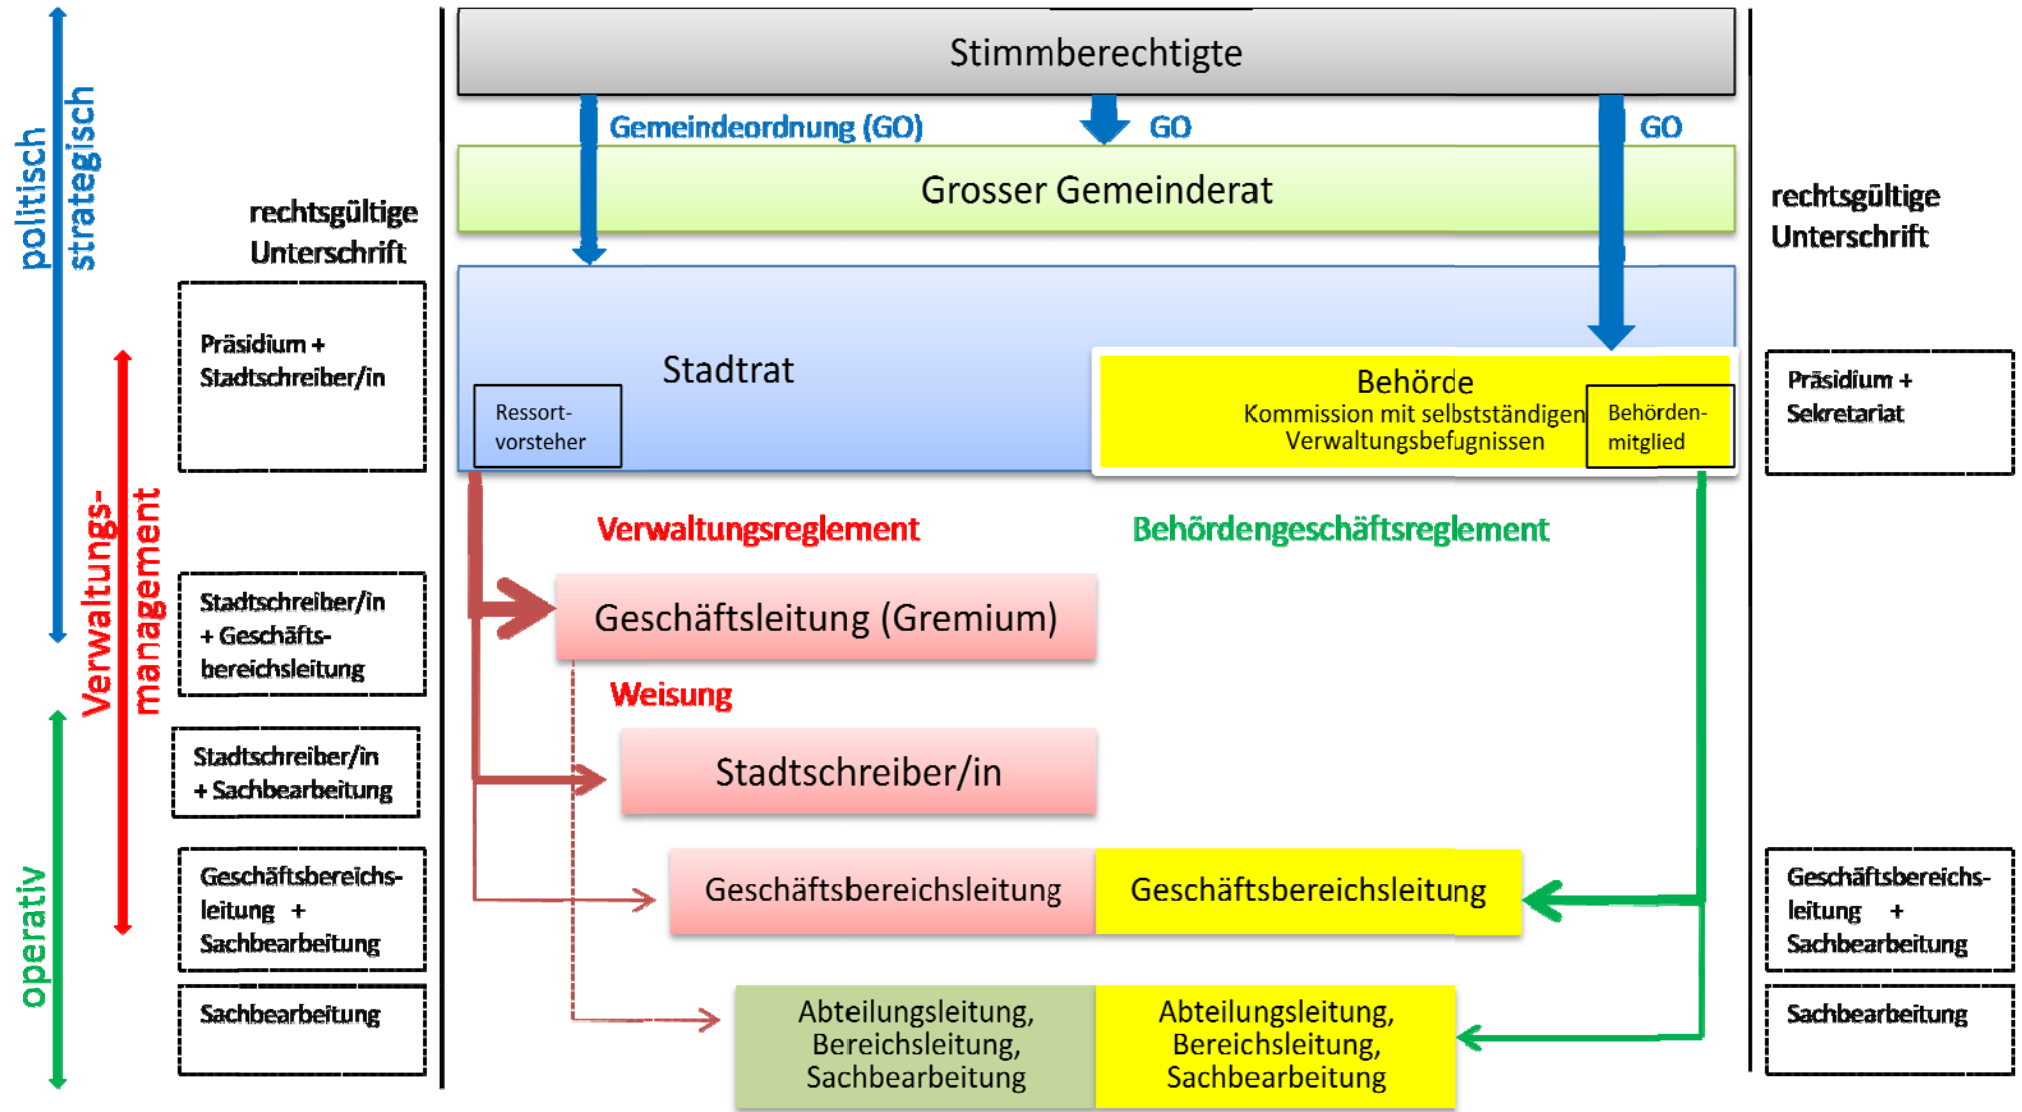 Stimmberechtigte
Gemeindeordnung (GO)
GO
GO
Grosser Gemeinderat
politisch
strategisch
rechtsgültige
Unterschrift
rechtsgültige
Unterschrift
Präsidium +
Stadtschreiber/in
Stadtrat
Ressort-
vorsteher
Behörde
Kommission mit selbstständigen
Verwaltungsbefugnissen
Behörden-
mitglied
Präsidium +
Sekretariat
Verwaltungs-
management
Verwaltungsreglement
Behördengeschäftsreglement
Stadtschreiber/in
+ Geschäfts-
bereichsleitung
Geschäftsleitung (Gremium)
Weisung
Stadtschreiber/in
+ Sachbearbeitung
Stadtschreiber/in
operativ
Geschäftsbereichs-
leitung +
Sachbearbeitung
Geschäftsbereichsleitung
Geschäftsbereichsleitung
Geschäftsbereichs-
leitung +
Sachbearbeitung
Sachbearbeitung
Abteilungsleitung,
Bereichsleitung,
Sachbearbeitung
Abteilungsleitung,
Bereichsleitung,
Sachbearbeitung
Sachbearbeitung